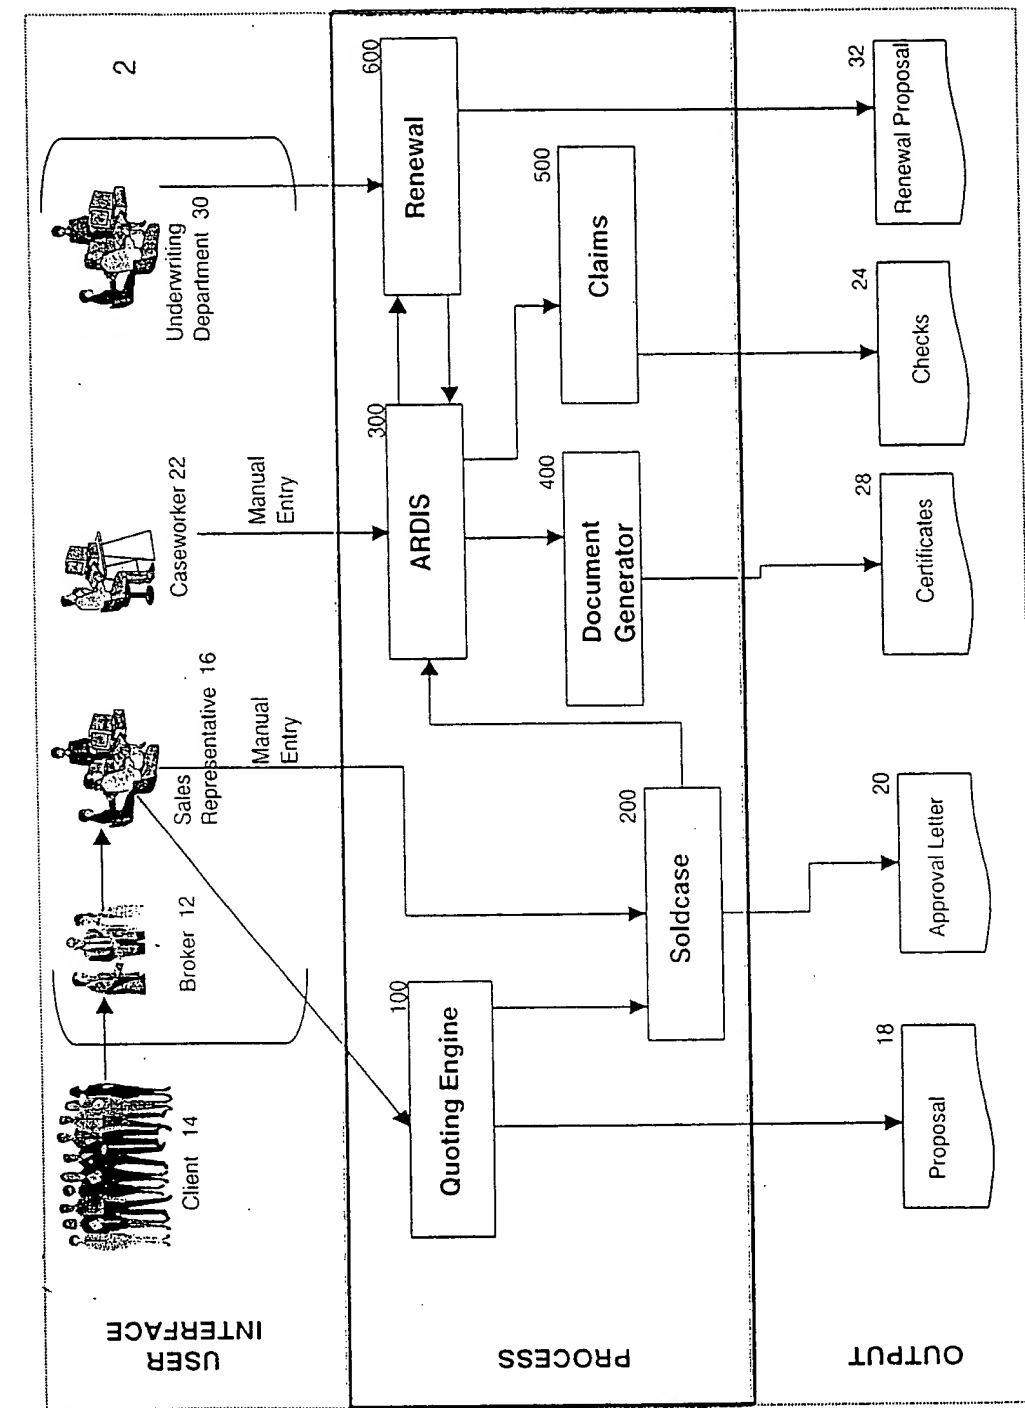 2
USER
INTERFACE
Client 14
Broker 12
Sales
Representative 16
Manual
Entry
Caseworker 22
Manual
Entry
Underwriting
Department 30
PROCESS
100
Quoting Engine
200
Soldcase
300
ARDIS
400
Document
Generator
500
Claims
600
Renewal
OUTPUT
18
Proposal
20
Approval Letter
28
Certificates
24
Checks
32
Renewal Proposal